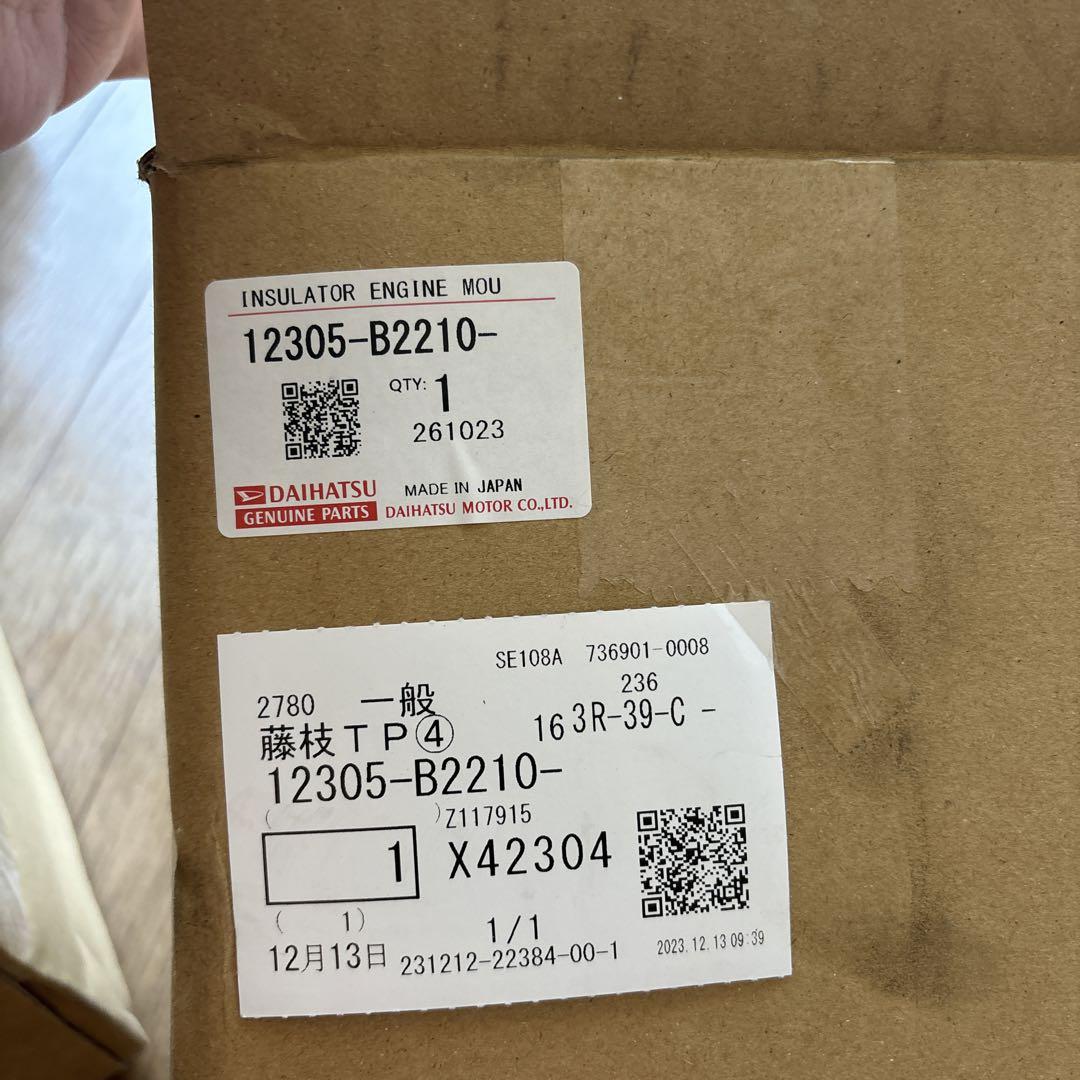 INSULATOR ENGINE MOU
12305-B2210-
QTY: 1
261023
DAIHATSU
GENUINE PARTS
MADE IN JAPAN
DAIHATSU MOTOR CO.,LTD.
SE108A 736901-0008
236
2780 一般
16 3R-39-C -
藤枝TP④
12305-B2210-
( )Z117915
1 X42304
( 1)
1/1
12月13日 231212-22384-00-1 2023.12.13 09:39